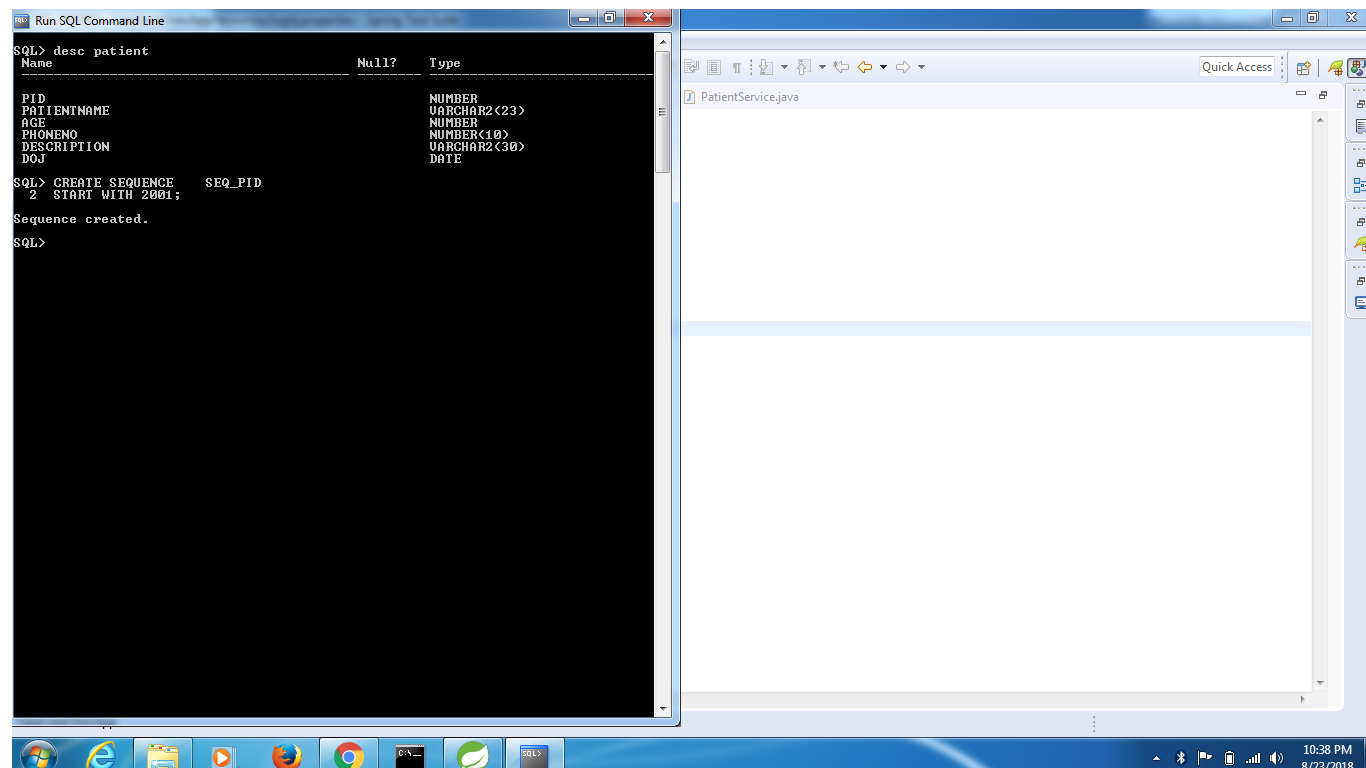 Run SQL Command Line
SQL> desc patient
Name Null? Type
PID NUMBER
PATIENTNAME VARCHAR2(23)
AGE NUMBER
PHONENO NUMBER(10)
DESCRIPTION VARCHAR2(30)
DOJ DATE
SQL> CREATE SEQUENCE SEQ_PID
2 START WITH 2001;
Sequence created.
SQL>
Quick Access
PatientService.java
C:\_
SQL>
10:38 PM
8/23/2018